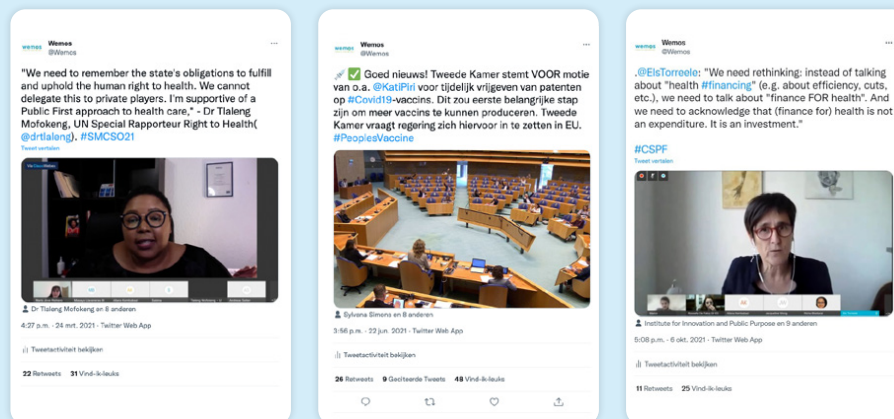 wemos Wemos
@Wemos
"We need to remember the state's obligations to fulfill
and uphold the human right to health. We cannot
delegate this to private players. I'm supportive of a
Public First approach to health care," - Dr Tlaleng
Mofokeng, UN Special Rapporteur Right to Health(
@drtlaleng). #SMCSO21
Tweet vertalen
Dr Tlaleng Mofokeng en 8 anderen
4:27 p.m. · 24 mrt. 2021 · Twitter Web App
Tweetactiviteit bekijken
22 Retweets 31 Vind-ik-leuks
wemos Wemos
@Wemos
💉✅ Goed nieuws! Tweede Kamer stemt VOOR motie
van o.a. @KatiPiri voor tijdelijk vrijgeven van patenten
op #Covid19-vaccins. Dit zou eerste belangrijke stap
zijn om meer vaccins te kunnen produceren. Tweede
Kamer vraagt regering zich hiervoor in te zetten in EU.
#PeoplesVaccine
Sylvana Simons en 8 anderen
3:56 p.m. · 22 jun. 2021 · Twitter Web App
Tweetactiviteit bekijken
26 Retweets 9 Geciteerde Tweets 48 Vind-ik-leuks
wemos Wemos
@Wemos
.@ElsTorreele: "We need rethinking: instead of talking
about "health #financing" (e.g. about efficiency, cuts,
etc.), we need to talk about "finance FOR health". And
we need to acknowledge that (finance for) health is not
an expenditure. It is an investment."
#CSPF
Tweet vertalen
Institute for Innovation and Public Purpose en 9 anderen
5:08 p.m. · 6 okt. 2021 · Twitter Web App
Tweetactiviteit bekijken
11 Retweets 25 Vind-ik-leuks